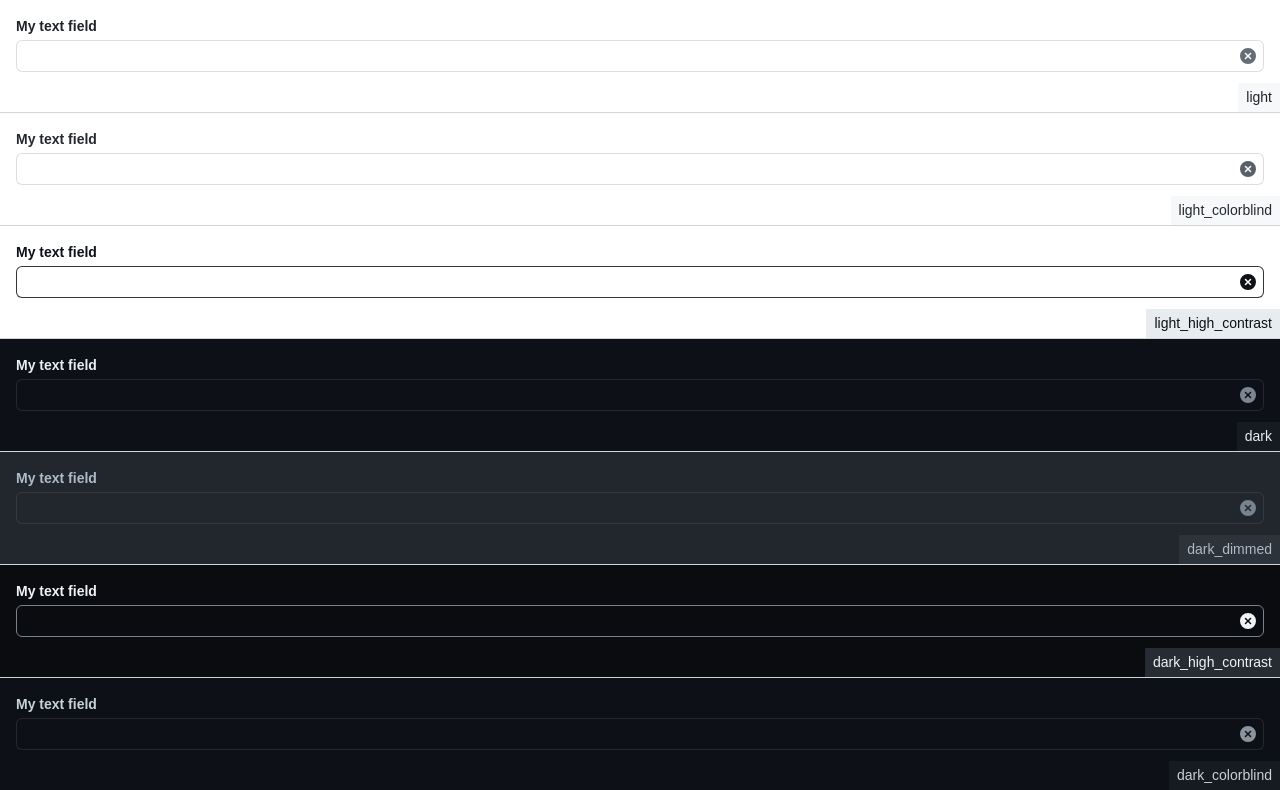 My text field
light
My text field
light_colorblind
My text field
light_high_contrast
My text field
dark
My text field
dark_dimmed
My text field
dark_high_contrast
My text field
dark_colorblind